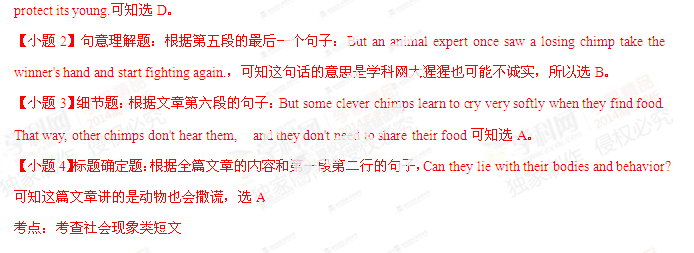 protect its young,可知选 D。
【小题 2】句意理解题：根据第五段的最后一个句子：But an animal expert once saw a losing chimp take the
winner's hand and start fighting again.，可知这句话的意思是学科网大猩猩也可能不诚实，所以选 B。
【小题 3】细节题：根据文章第六段的句子：But some clever chimps learn to cry very softly when they find food.
That way, other chimps don't hear them, and they don't need to share their food 可知选 A。
【小题 4】标题确定题：根据全篇文章的内容和第一段第二行的句子，Can they lie with their bodies and behavior?
可知这篇文章讲的是动物也会撒谎，选 A
考点：考查社会现象类短文